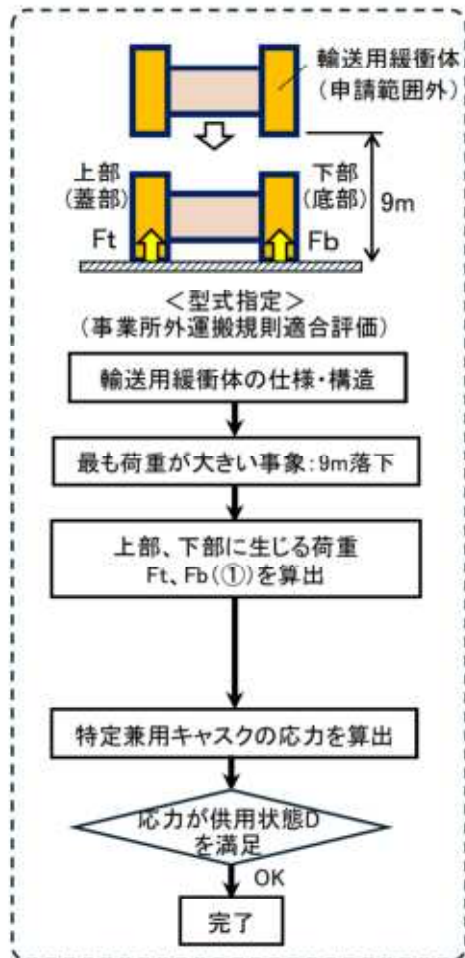 輸送用緩衝体
(申請範囲外)
上部
(蓋部)
下部
(底部)
9m
Ft
Fb
<型式指定>
(事業所外運搬規則適合評価)
輸送用緩衝体の仕様・構造
最も荷重が大きい事象:9m落下
上部、下部に生じる荷重
Ft、Fb(①)を算出
特定兼用キャスクの応力を算出
応力が供用状態D
を満足
OK
完了